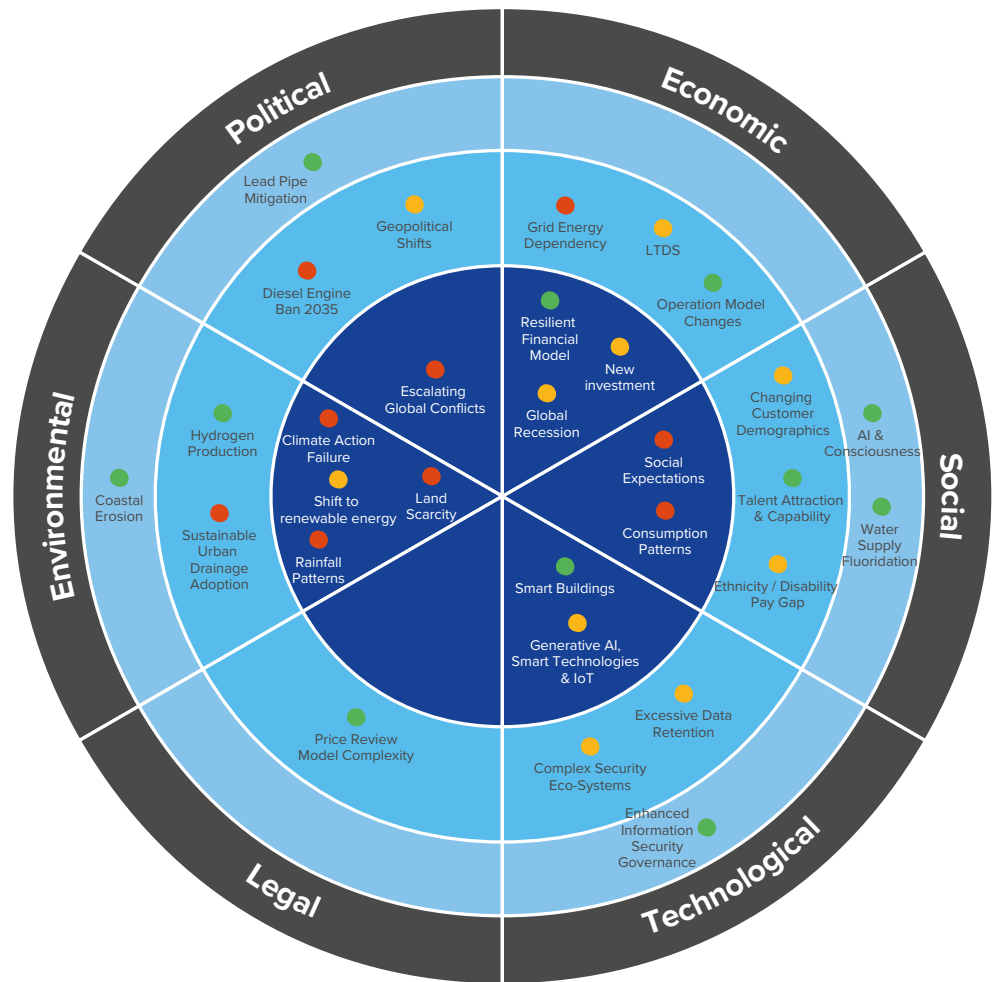 Political
Lead Pipe
Mitigation
Geopolitical
Shifts
Diesel Engine
Ban 2035
Escalating
Global Conflicts
Economic
Grid Energy
Dependency
LTDS
Operation Model
Changes
Resilient
Financial
Model
New
investment
Global
Recession
Social
Changing
Customer
Demographics
AI &
Consciousness
Talent Attraction
& Capability
Water
Supply
Fluoridation
Ethnicity / Disability
Pay Gap
Social
Expectations
Consumption
Patterns
Technological
Smart Buildings
Generative AI,
Smart Technologies
& IoT
Excessive Data
Retention
Complex Security
Eco-Systems
Enhanced
Information
Security
Governance
Legal
Price Review
Model Complexity
Environmental
Coastal
Erosion
Hydrogen
Production
Sustainable
Urban
Drainage
Adoption
Climate Action
Failure
Shift to
renewable energy
Land
Scarcity
Rainfall
Patterns